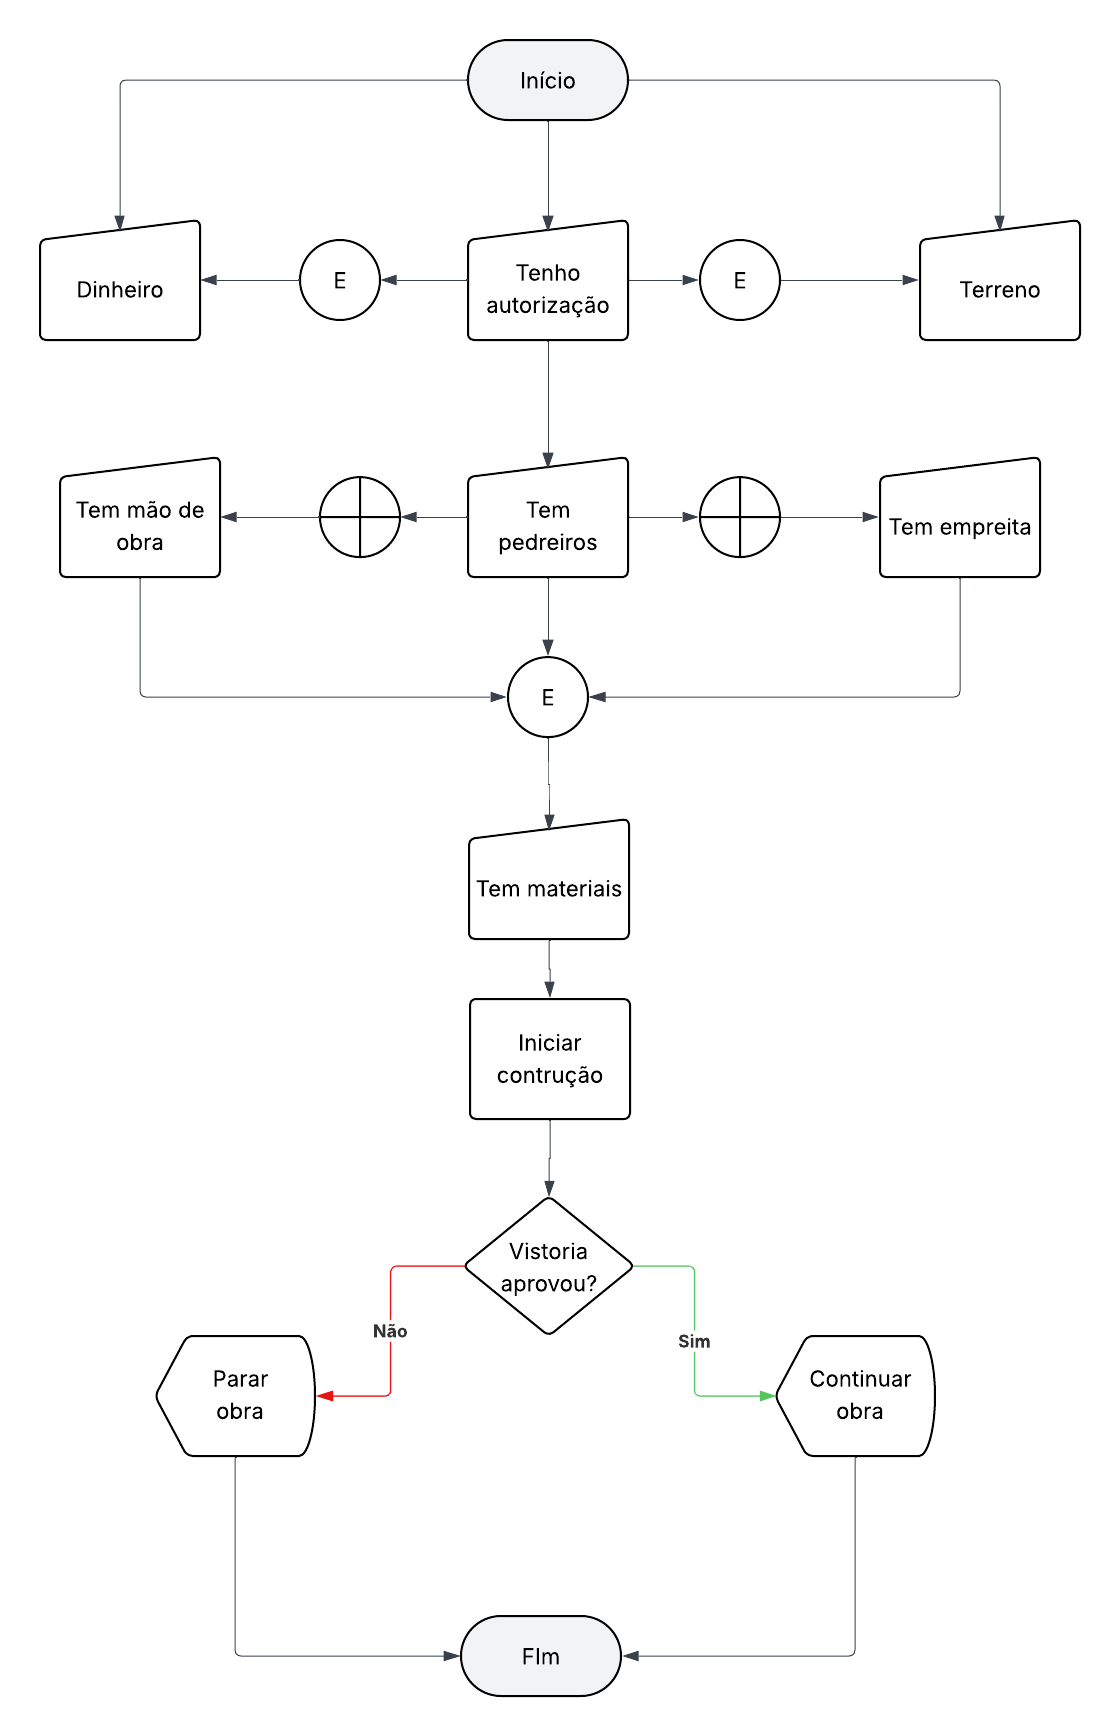 Início
Dinheiro
E
Tenho
autorização
E
Terreno
Tem mão de
obra
Tem
pedreiros
Tem empreita
E
Tem materiais
Iniciar
contrução
Vistoria
aprovou?
Não
Sim
Parar
obra
Continuar
obra
FIm